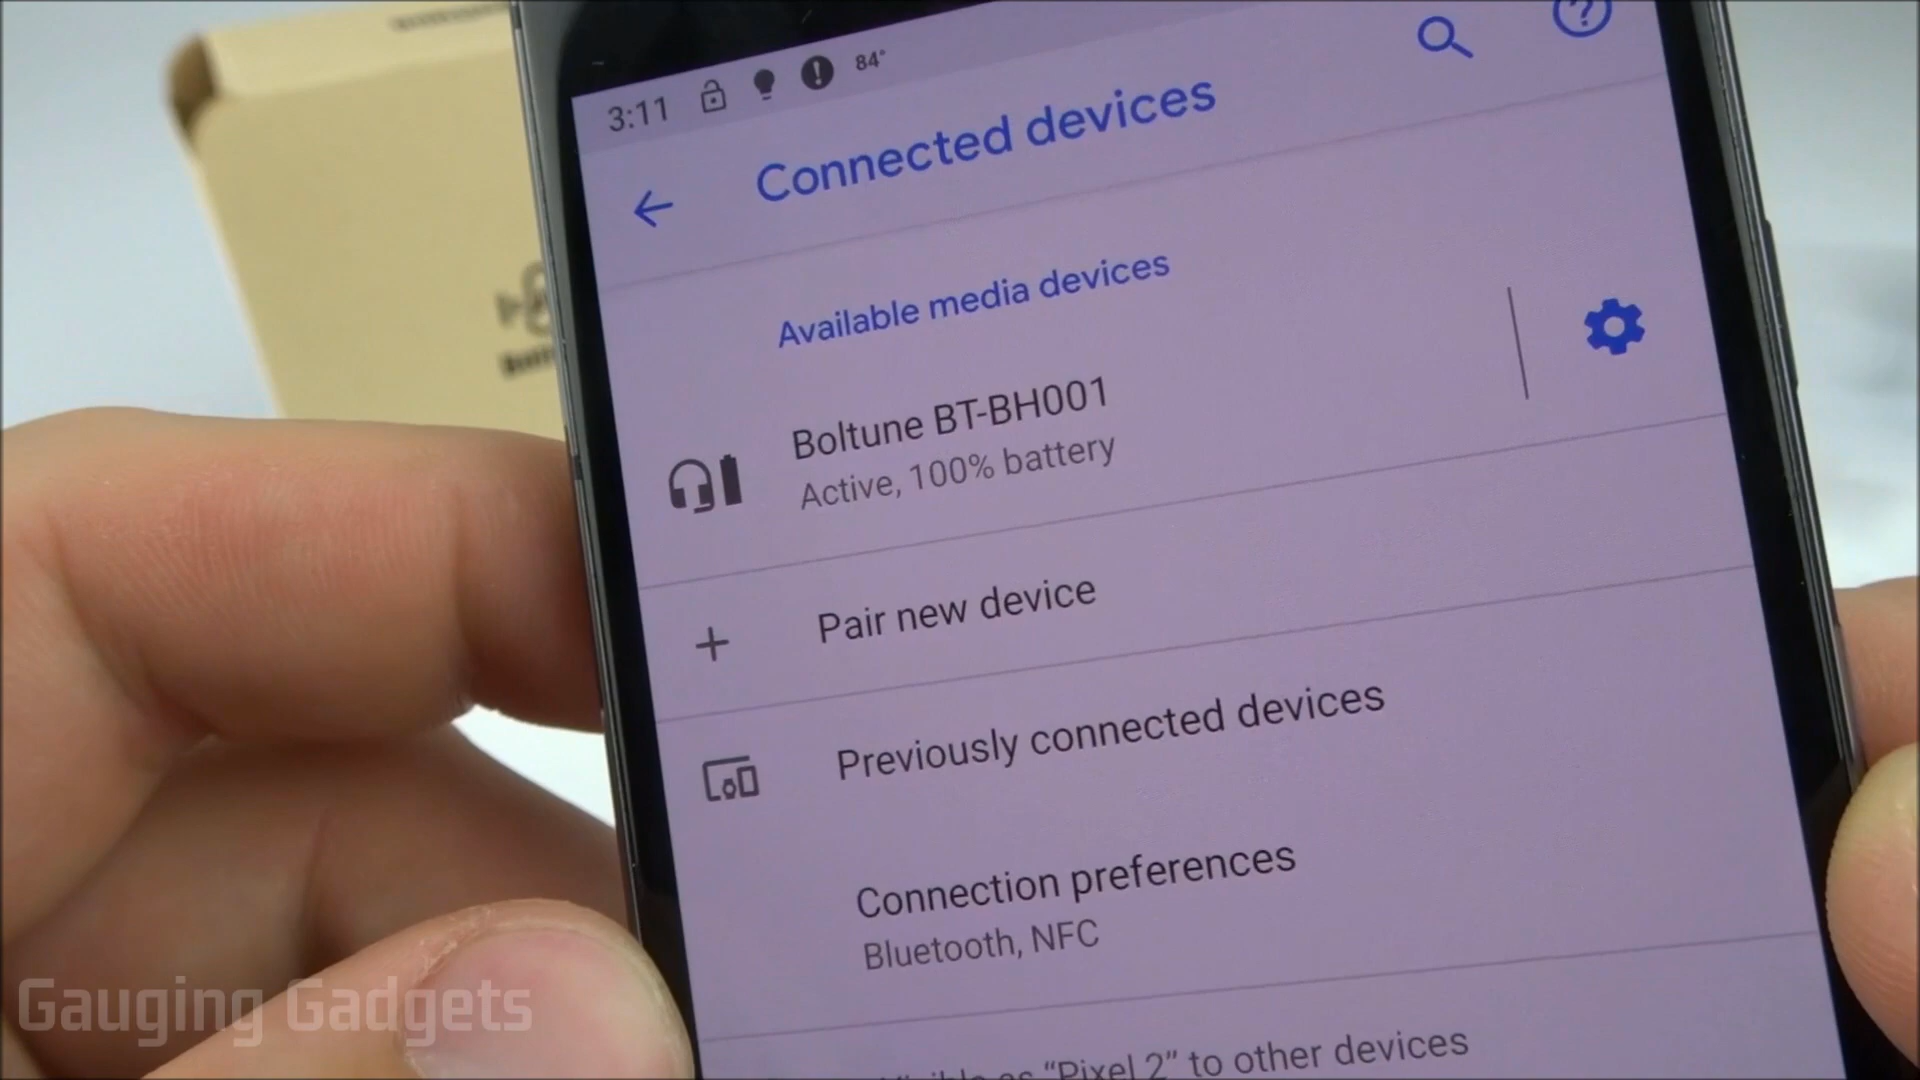 3:11 84°
Connected devices
Available media devices
Boltune BT-BH001
Active, 100% battery
Pair new device
Previously connected devices
Connection preferences
Bluetooth, NFC
as "Pixel 2" to other devices
Gauging Gadgets